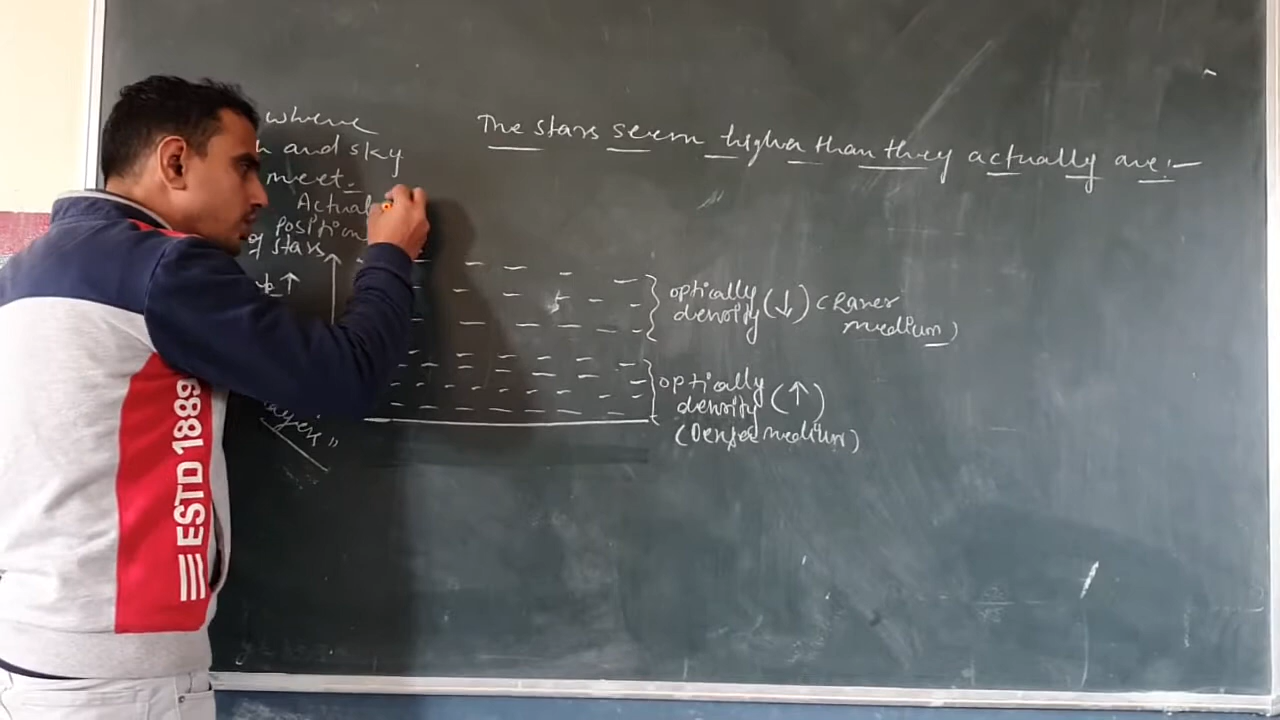 The stars seem higher than they actually are:-
where
and sky
meet.
Actual
position
of stars
optically
density (↓) (Rarer
medium)
optically
density (↑)
(Denser medium)
ESTD 1889